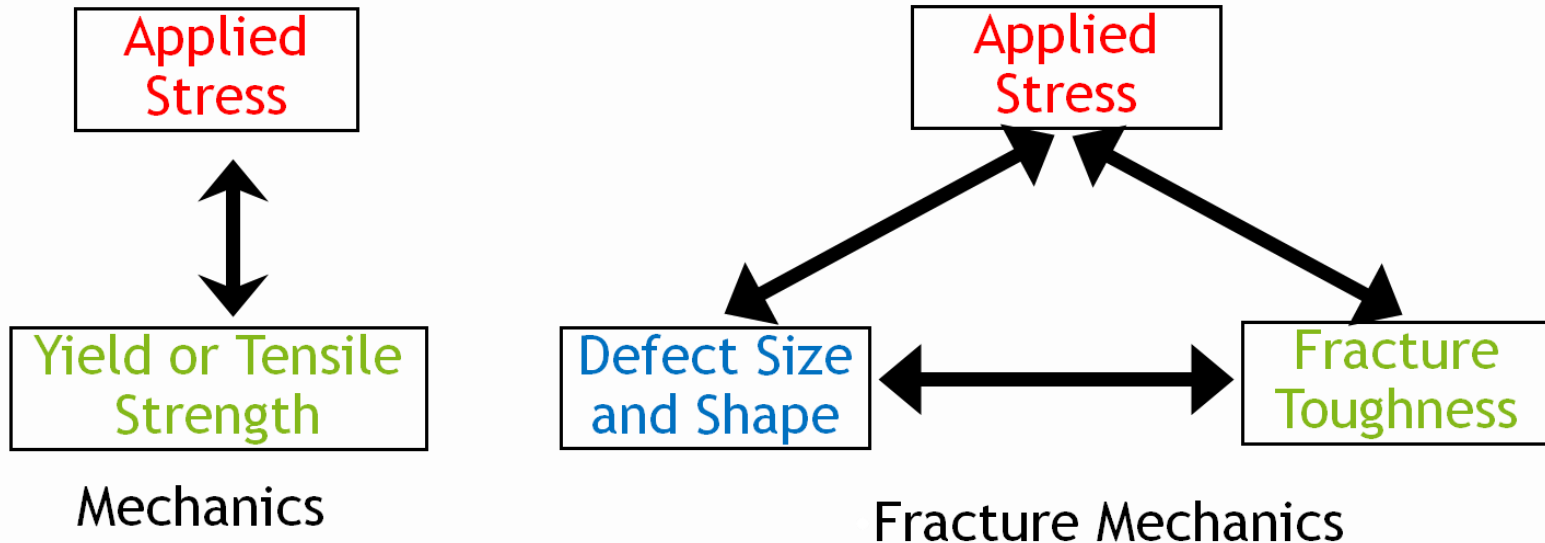 Applied
Stress
Yield or Tensile
Strength
Mechanics
Applied
Stress
Defect Size
and Shape
Fracture
Toughness
Fracture Mechanics